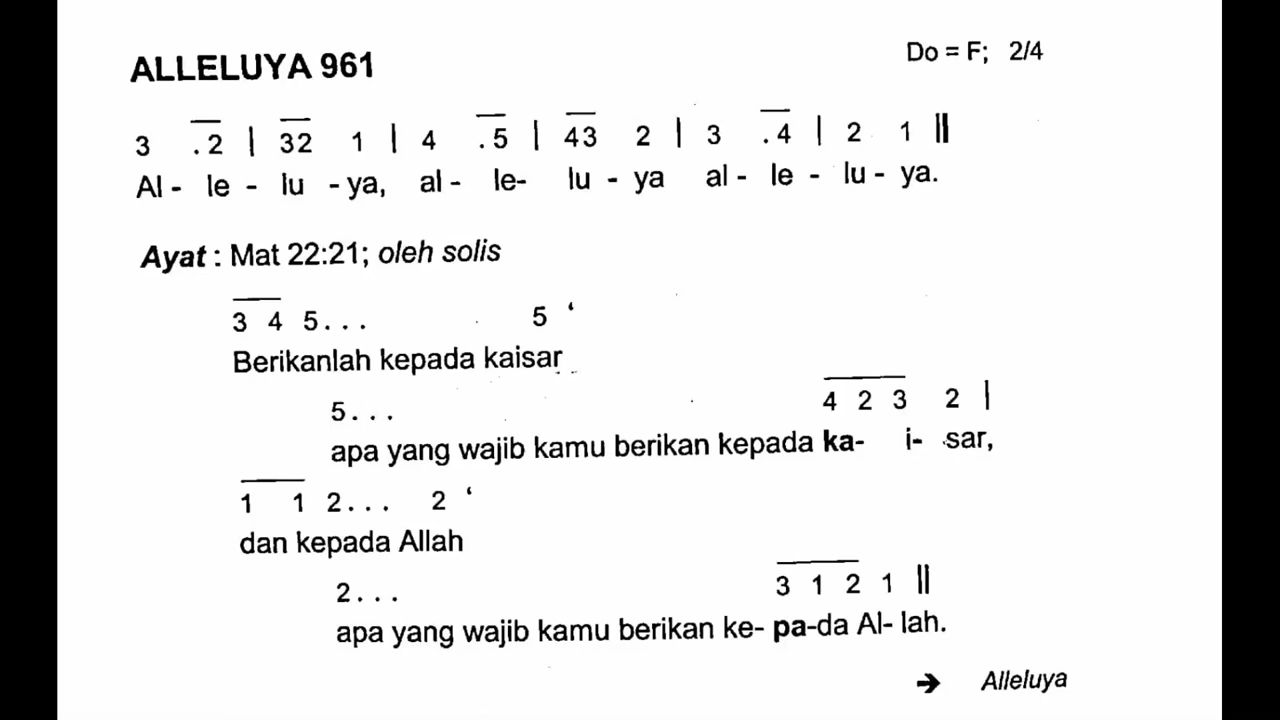 ALLELUYA 961 Do = F; 2/4
3 .2 | 32 1 | 4 .5 | 43 2 | 3 .4 | 2 1 ||
Al - le - lu - ya, al - le- lu - ya al - le - lu - ya.
Ayat : Mat 22:21; oleh solis
3 4 5... 5 ‘
Berikanlah kepada kaisar
5... 4 2 3 2 |
apa yang wajib kamu berikan kepada ka- i- sar,
1 1 2... 2 ‘
dan kepada Allah
2... 3 1 2 1 ||
apa yang wajib kamu berikan ke- pa-da Al- lah.
→ Alleluya